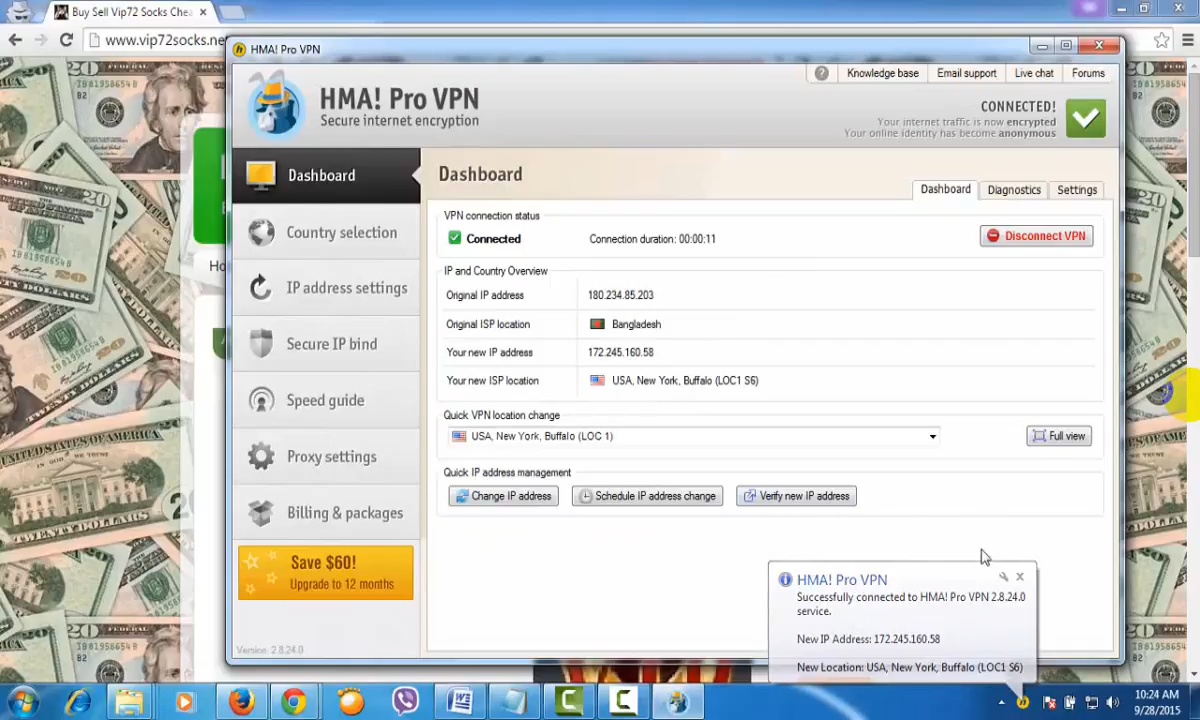 Buy Sell Vip72 Socks Chea
www.vip72socks.ne
HMA! Pro VPN
Knowledge base
Email support
Live chat
Forums
HMA! Pro VPN
Secure internet encryption
CONNECTED!
Your internet traffic is now encrypted
Your online identity has become anonymous
Dashboard
Country selection
IP address settings
Secure IP bind
Speed guide
Proxy settings
Billing & packages
Save $60!
Upgrade to 12 months
Version: 2.8.24.0
Dashboard
Dashboard
Diagnostics
Settings
VPN connection status
Connected
Connection duration: 00:00:11
Disconnect VPN
IP and Country Overview
Original IP address
180.234.85.203
Original ISP location
Bangladesh
Your new IP address
172.245.160.58
Your new ISP location
USA, New York, Buffalo (LOC1 S6)
Quick VPN location change
USA, New York, Buffalo (LOC 1)
Full view
Quick IP address management
Change IP address
Schedule IP address change
Verify new IP address
HMA! Pro VPN
Successfully connected to HMA! Pro VPN 2.8.24.0
service.
New IP Address: 172.245.160.58
New Location: USA, New York, Buffalo (LOC1 S6)
Ho
10:24 AM
9/28/2015